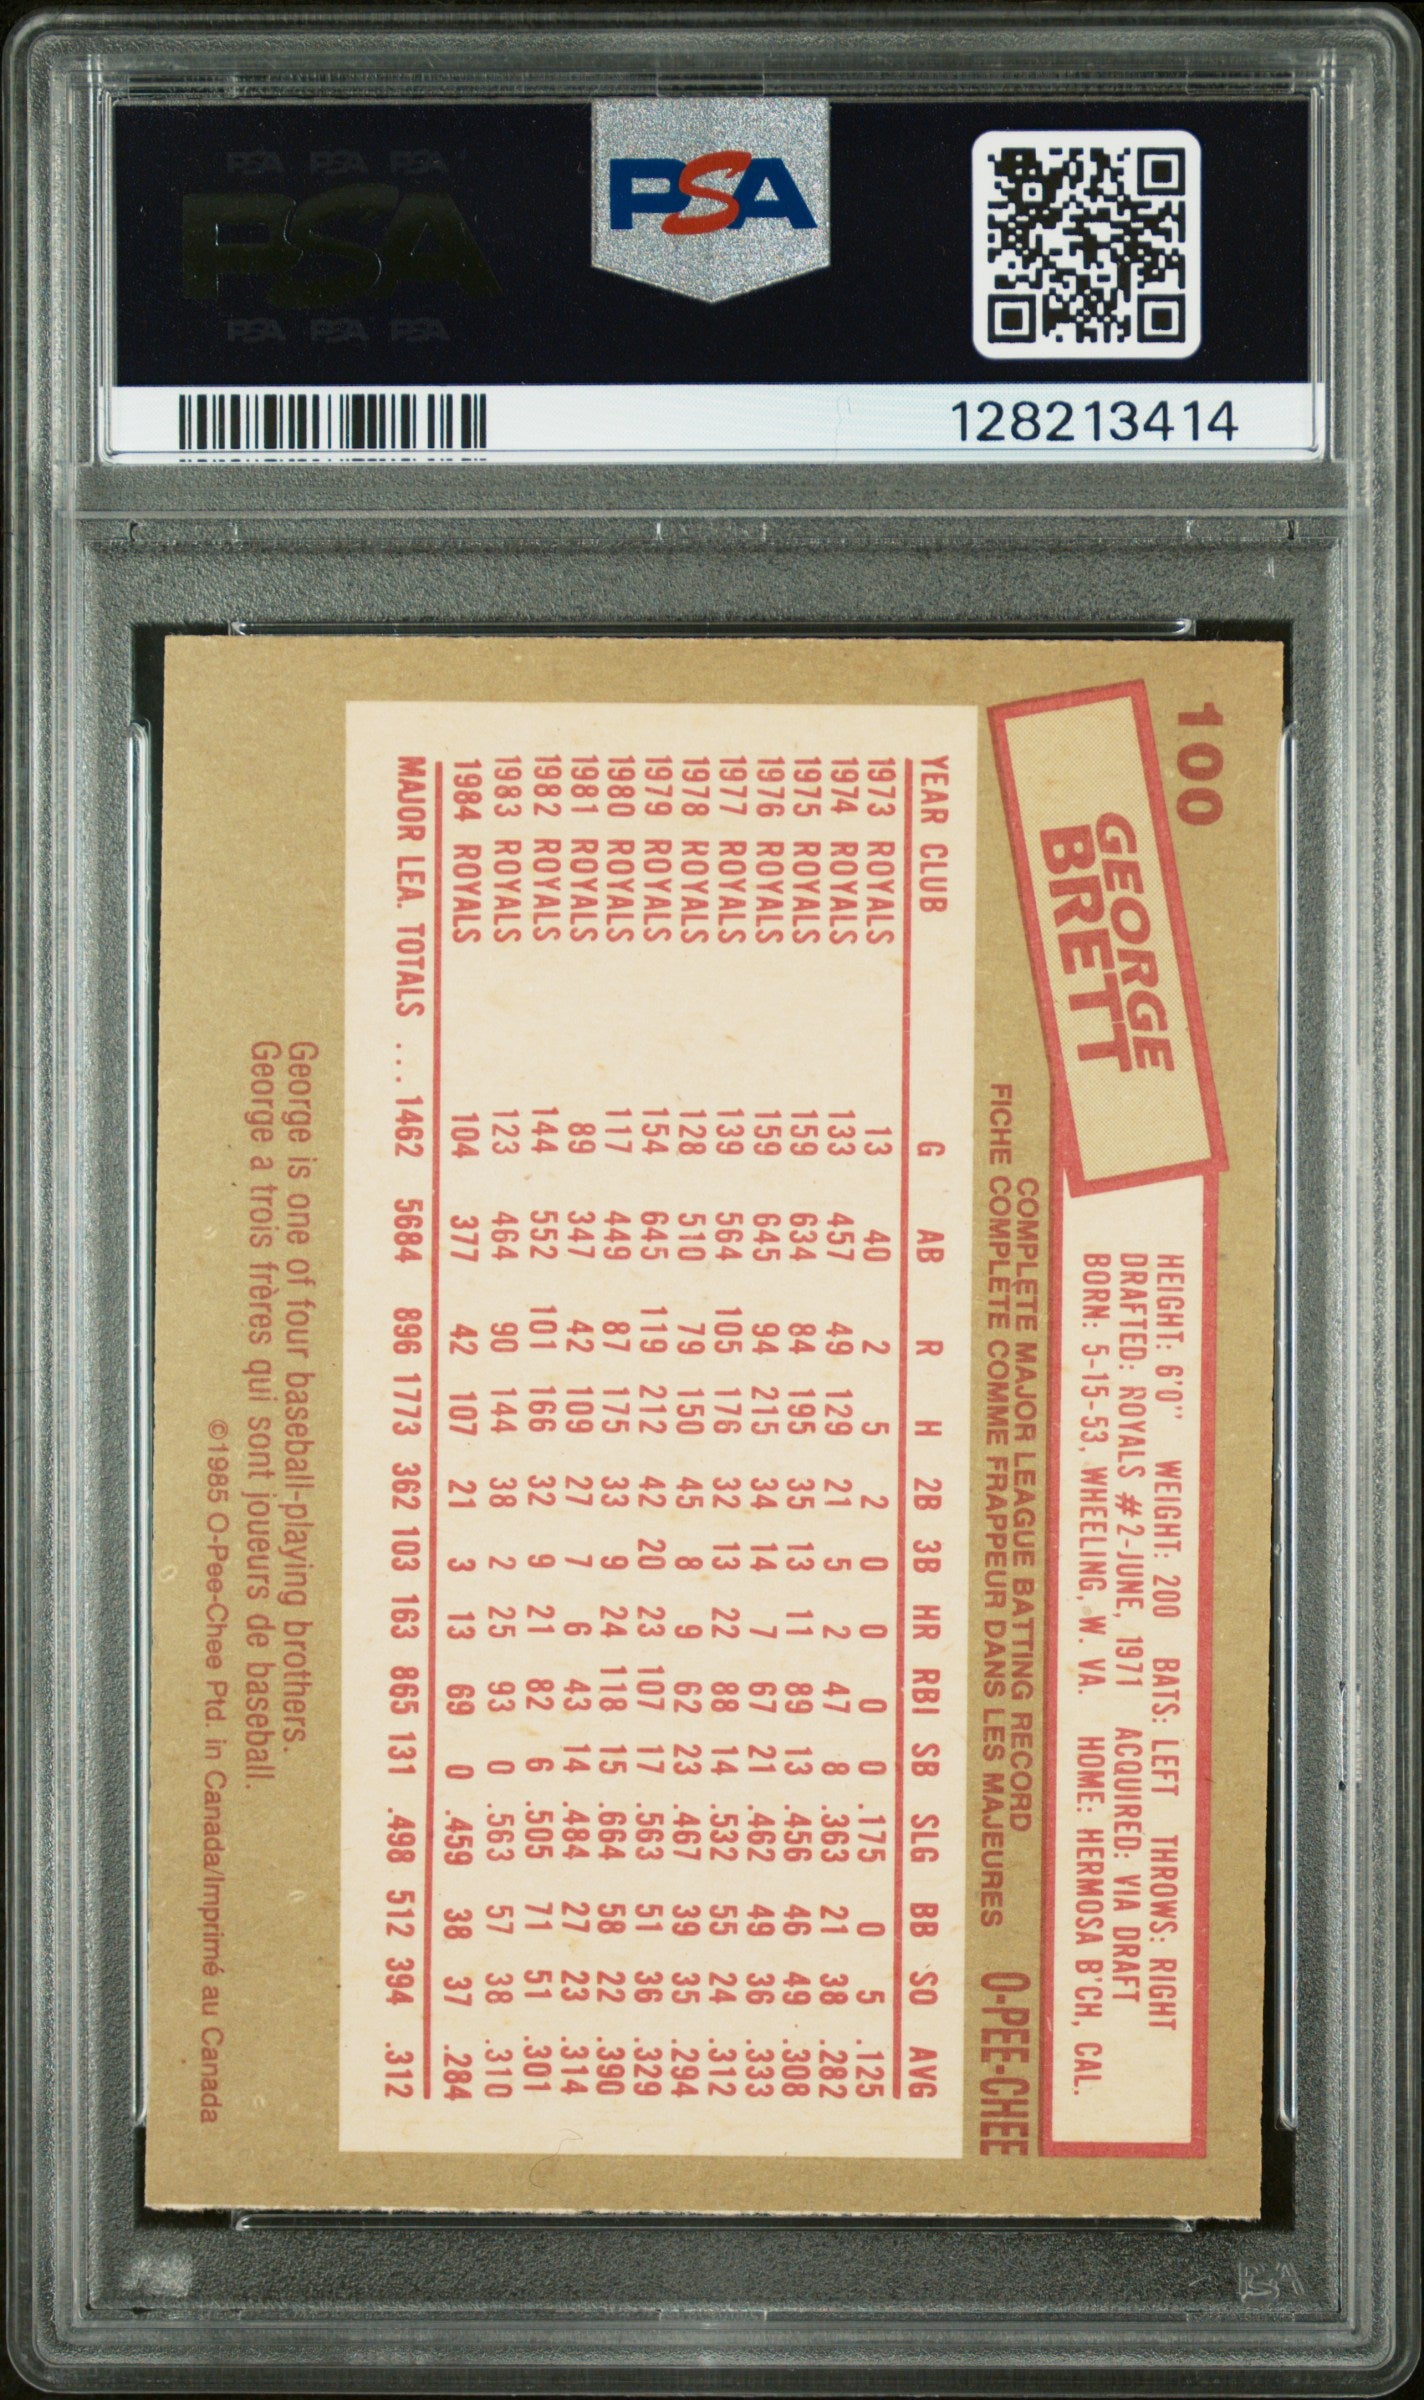 PSA PSA PSA
PSA
PSA PSA PSA
PSA
128213414
100
GEORGE
BRETT
HEIGHT: 6'0" WEIGHT: 200 BATS: LEFT THROWS: RIGHT
DRAFTED: ROYALS #2-JUNE, 1971 ACQUIRED: VIA DRAFT
BORN: 5-15-53, WHEELING, W. VA. HOME: HERMOSA B'CH, CAL.
COMPLETE MAJOR LEAGUE BATTING RECORD
FICHE COMPLÈTE COMME FRAPPEUR DANS LES MAJEURES O-PEE-CHEE
YEAR CLUB G AB R H 2B 3B HR RBI SB SLG BB SO AVG
1973 ROYALS 13 40 2 5 2 0 0 0 0 .175 0 5 .125
1974 ROYALS 133 457 49 129 21 5 2 47 8 .363 21 38 .282
1975 ROYALS 159 634 84 195 35 13 11 89 13 .456 46 49 .308
1976 ROYALS 159 645 94 215 34 14 7 67 21 .462 49 36 .333
1977 ROYALS 139 564 105 176 32 13 22 88 14 .532 55 24 .312
1978 ROYALS 128 510 79 150 45 8 9 62 23 .467 39 35 .294
1979 ROYALS 154 645 119 212 42 20 23 107 17 .563 51 36 .329
1980 ROYALS 117 449 87 175 33 9 24 118 15 .664 58 22 .390
1981 ROYALS 89 347 42 109 27 7 6 43 14 .484 27 23 .314
1982 ROYALS 144 552 101 166 32 9 21 82 6 .505 71 51 .301
1983 ROYALS 123 464 90 144 38 2 25 93 0 .563 57 38 .310
1984 ROYALS 104 377 42 107 21 3 13 69 0 .459 38 37 .284
MAJOR LEA. TOTALS ... 1462 5684 896 1773 362 103 163 865 131 .498 512 394 .312
George is one of four baseball-playing brothers.
George a trois frères qui sont joueurs de baseball.
©1985 O-Pee-Chee Ptd. in Canada/Imprimé au Canada
PSA